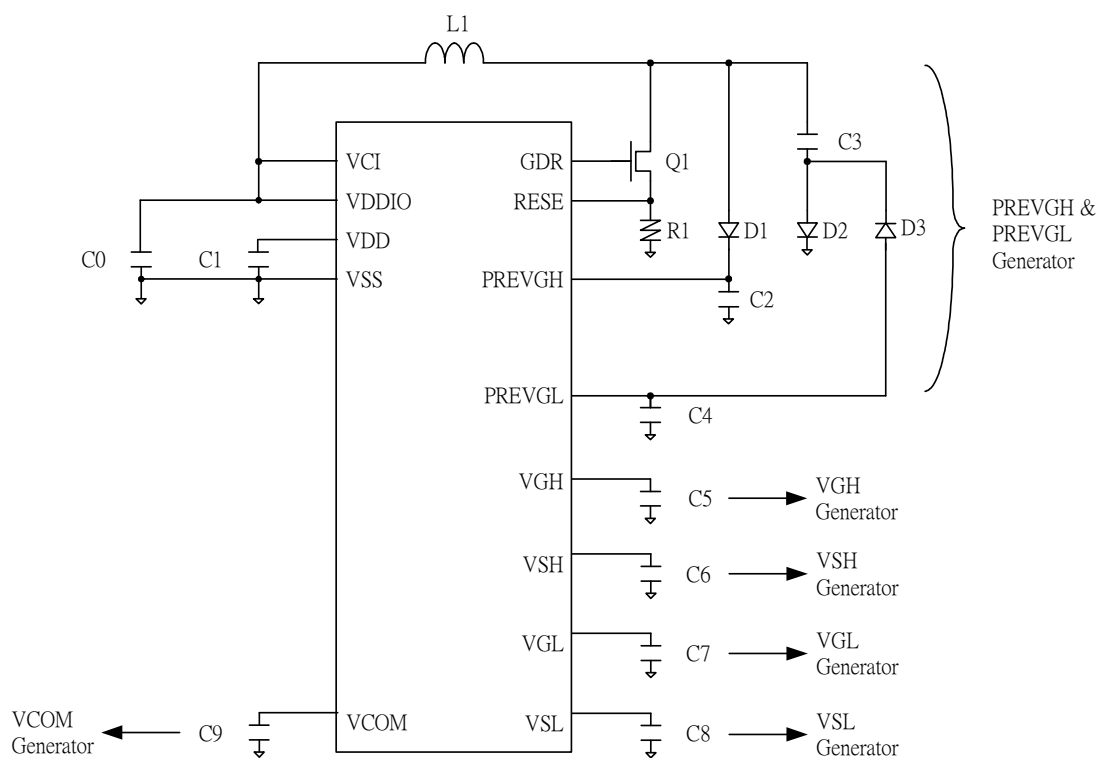 L1
VCI
GDR
Q1
C3
VDDIO
RESE
PREVGH &
PREVGL
Generator
C0
C1
VDD
R1
D1
D2
D3
VSS
PREVGH
C2
PREVGL
C4
VGH
C5
VGH
Generator
VSH
C6
VSH
Generator
VGL
C7
VGL
Generator
VCOM
Generator
C9
VCOM
VSL
C8
VSL
Generator